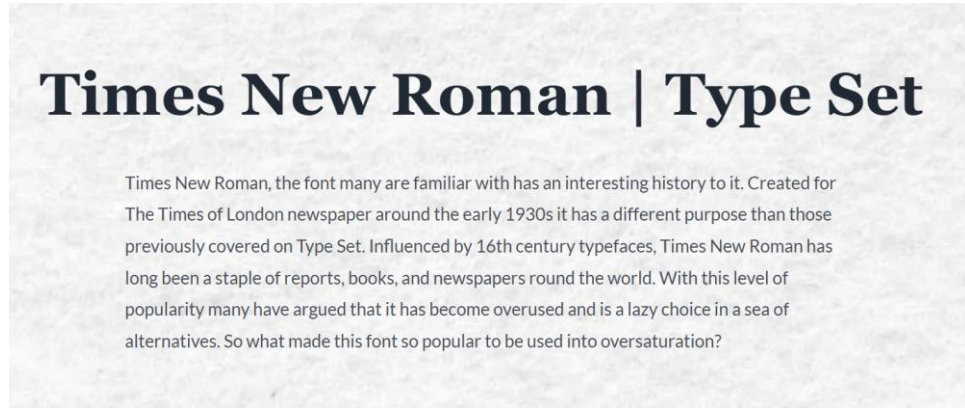 Times New Roman | Type Set
Times New Roman, the font many are familiar with has an interesting history to it. Created for
The Times of London newspaper around the early 1930s it has a different purpose than those
previously covered on Type Set. Influenced by 16th century typefaces, Times New Roman has
long been a staple of reports, books, and newspapers round the world. With this level of
popularity many have argued that it has become overused and is a lazy choice in a sea of
alternatives. So what made this font so popular to be used into oversaturation?